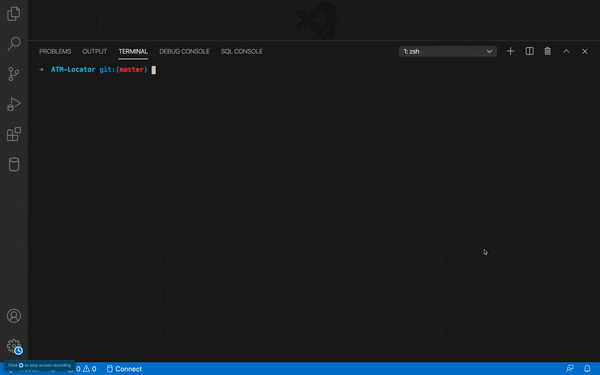 PROBLEMS OUTPUT TERMINAL DEBUG CONSOLE SQL CONSOLE 1: zsh
➜ ATM-Locator git:(master)
Click to stop screen recording
0 0 Connect